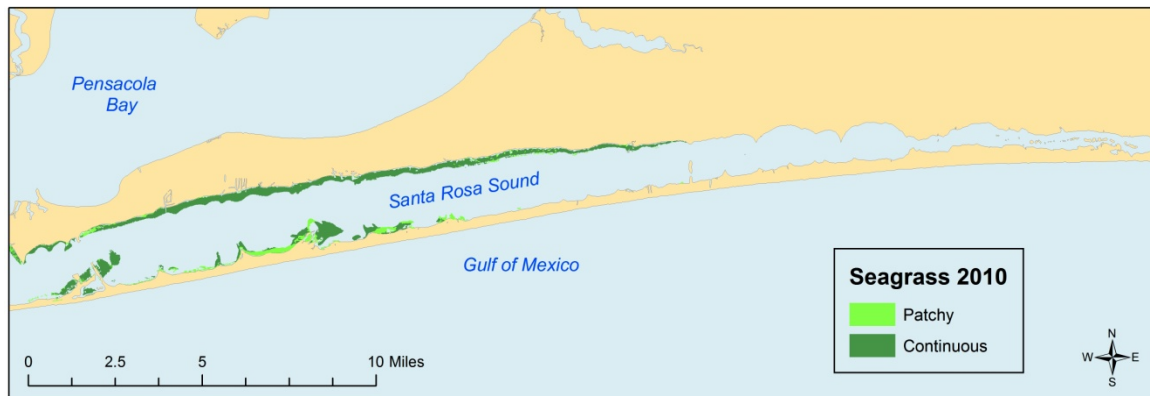 Pensacola
Bay
Santa Rosa Sound
Gulf of Mexico
Seagrass 2010
Patchy
Continuous
0 2.5 5 10 Miles
N
W E
S